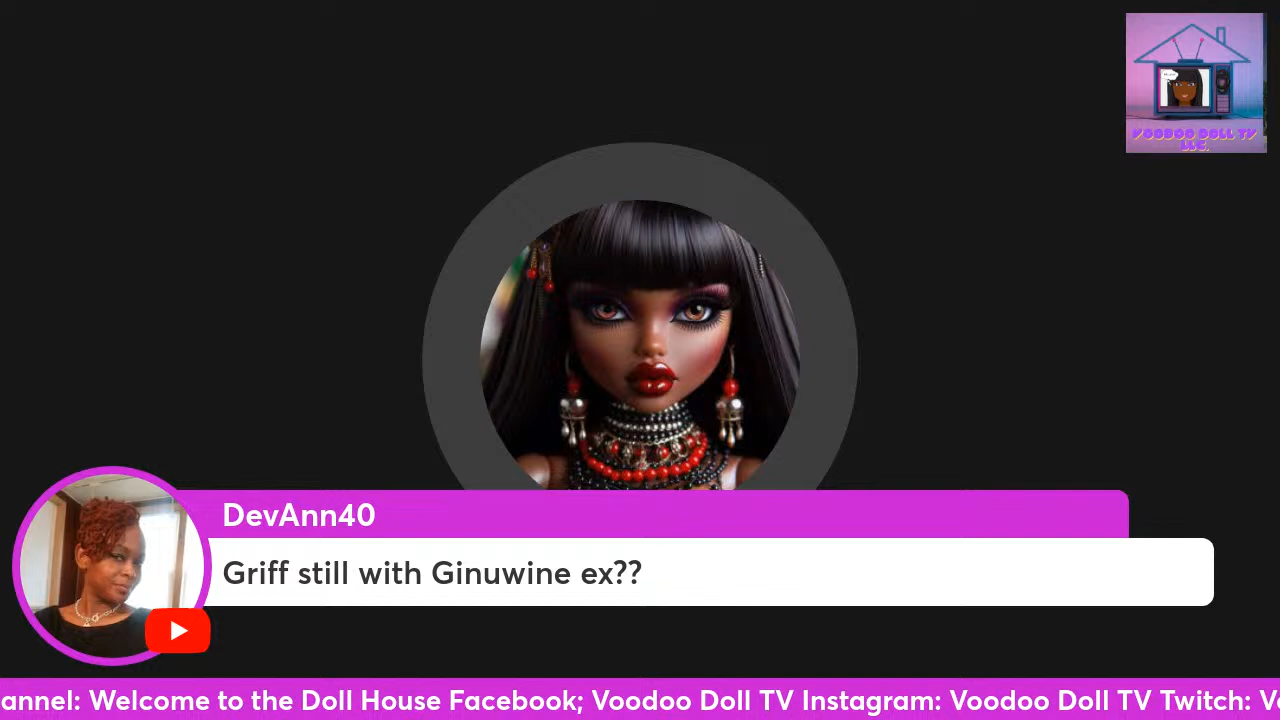 VOODOO DOLL TV
LLC.
DevAnn40
Griff still with Ginuwine ex??
annel: Welcome to the Doll House Facebook; Voodoo Doll TV Instagram: Voodoo Doll TV Twitch: V